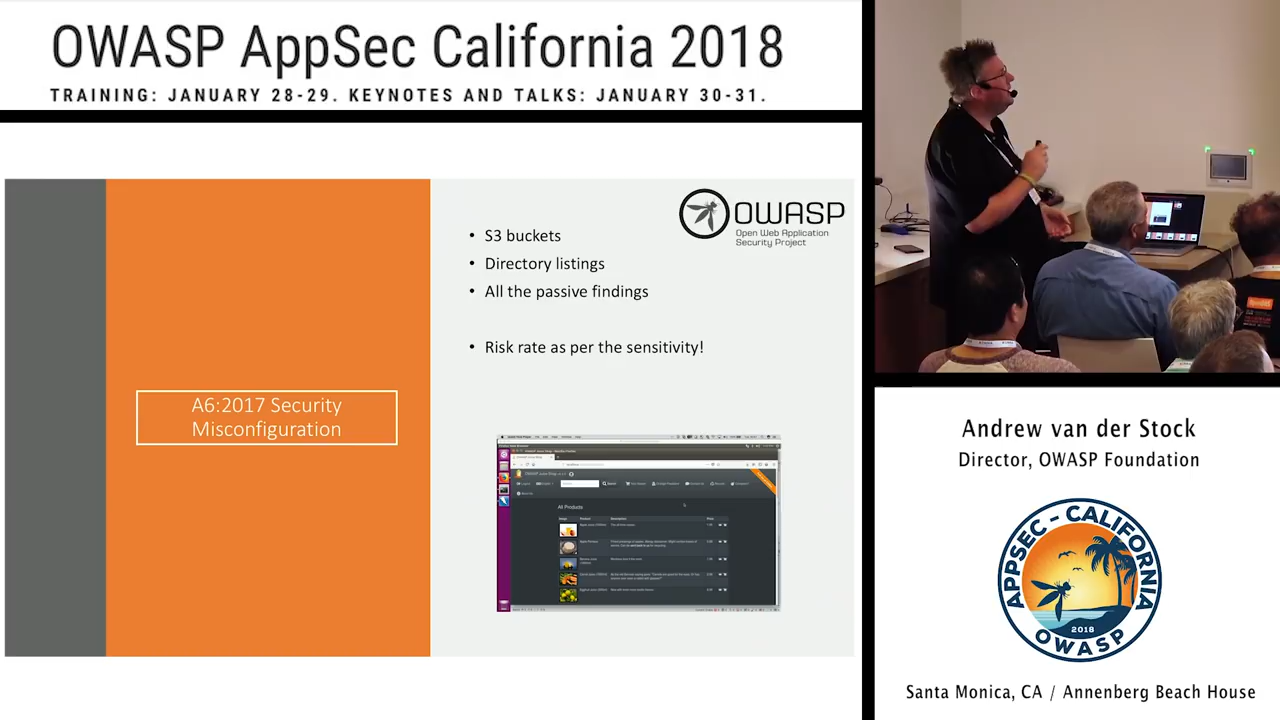 OWASP AppSec California 2018
TRAINING: JANUARY 28-29. KEYNOTES AND TALKS: JANUARY 30-31.
OWASP
Open Web Application
Security Project
• S3 buckets
• Directory listings
• All the passive findings
• Risk rate as per the sensitivity!
A6:2017 Security
Misconfiguration
All Products
Andrew van der Stock
Director, OWASP Foundation
APPSEC - CALIFORNIA
2018
OWASP
Santa Monica, CA / Annenberg Beach House